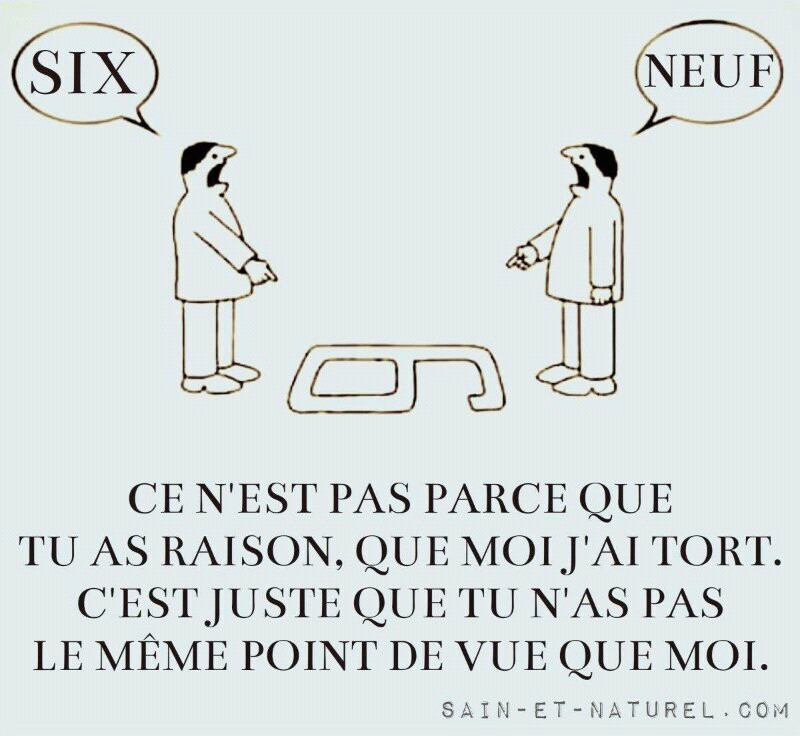 SIX
NEUF
CE N'EST PAS PARCE QUE
TU AS RAISON, QUE MOI J'AI TORT.
C'EST JUSTE QUE TU N'AS PAS
LE MÊME POINT DE VUE QUE MOI.
SAIN-ET-NATUREL.COM